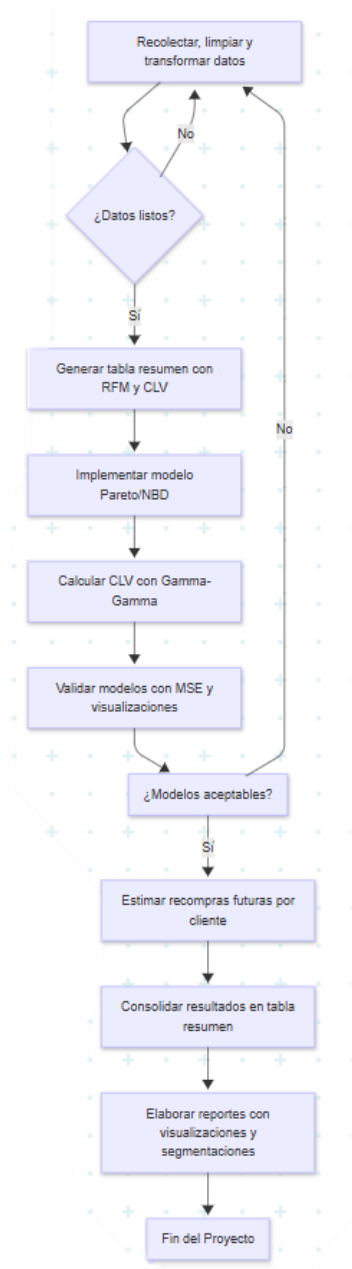 Recolectar, limpiar y
transformar datos
No
¿Datos listos?
Sí
Generar tabla resumen con
RFM y CLV
No
Implementar modelo
Pareto/NBD
Calcular CLV con Gamma-
Gamma
Validar modelos con MSE y
visualizaciones
¿Modelos aceptables?
Sí
Estimar recompras futuras por
cliente
Consolidar resultados en tabla
resumen
Elaborar reportes con
visualizaciones y
segmentaciones
Fin del Proyecto